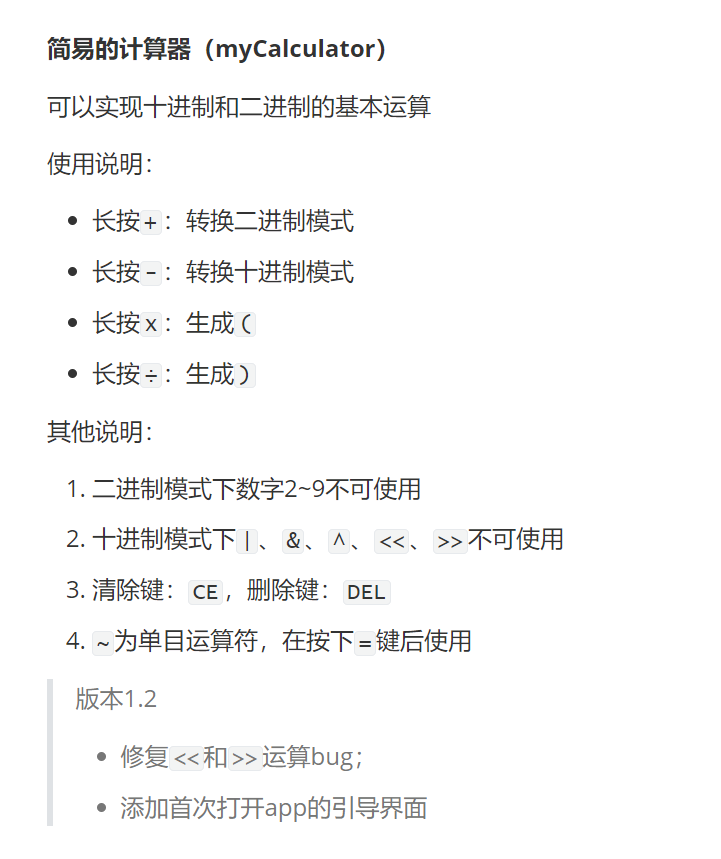 简易的计算器（myCalculator）
可以实现十进制和二进制的基本运算
使用说明：
长按+：转换二进制模式
长按-：转换十进制模式
长按x：生成(
长按÷：生成)
其他说明：
1. 二进制模式下数字2~9不可使用
2. 十进制模式下|、&、^、<<、>>不可使用
3. 清除键：CE，删除键：DEL
4. ~为单目运算符，在按下=键后使用
版本1.2
修复<<和>>运算bug；
添加首次打开app的引导界面